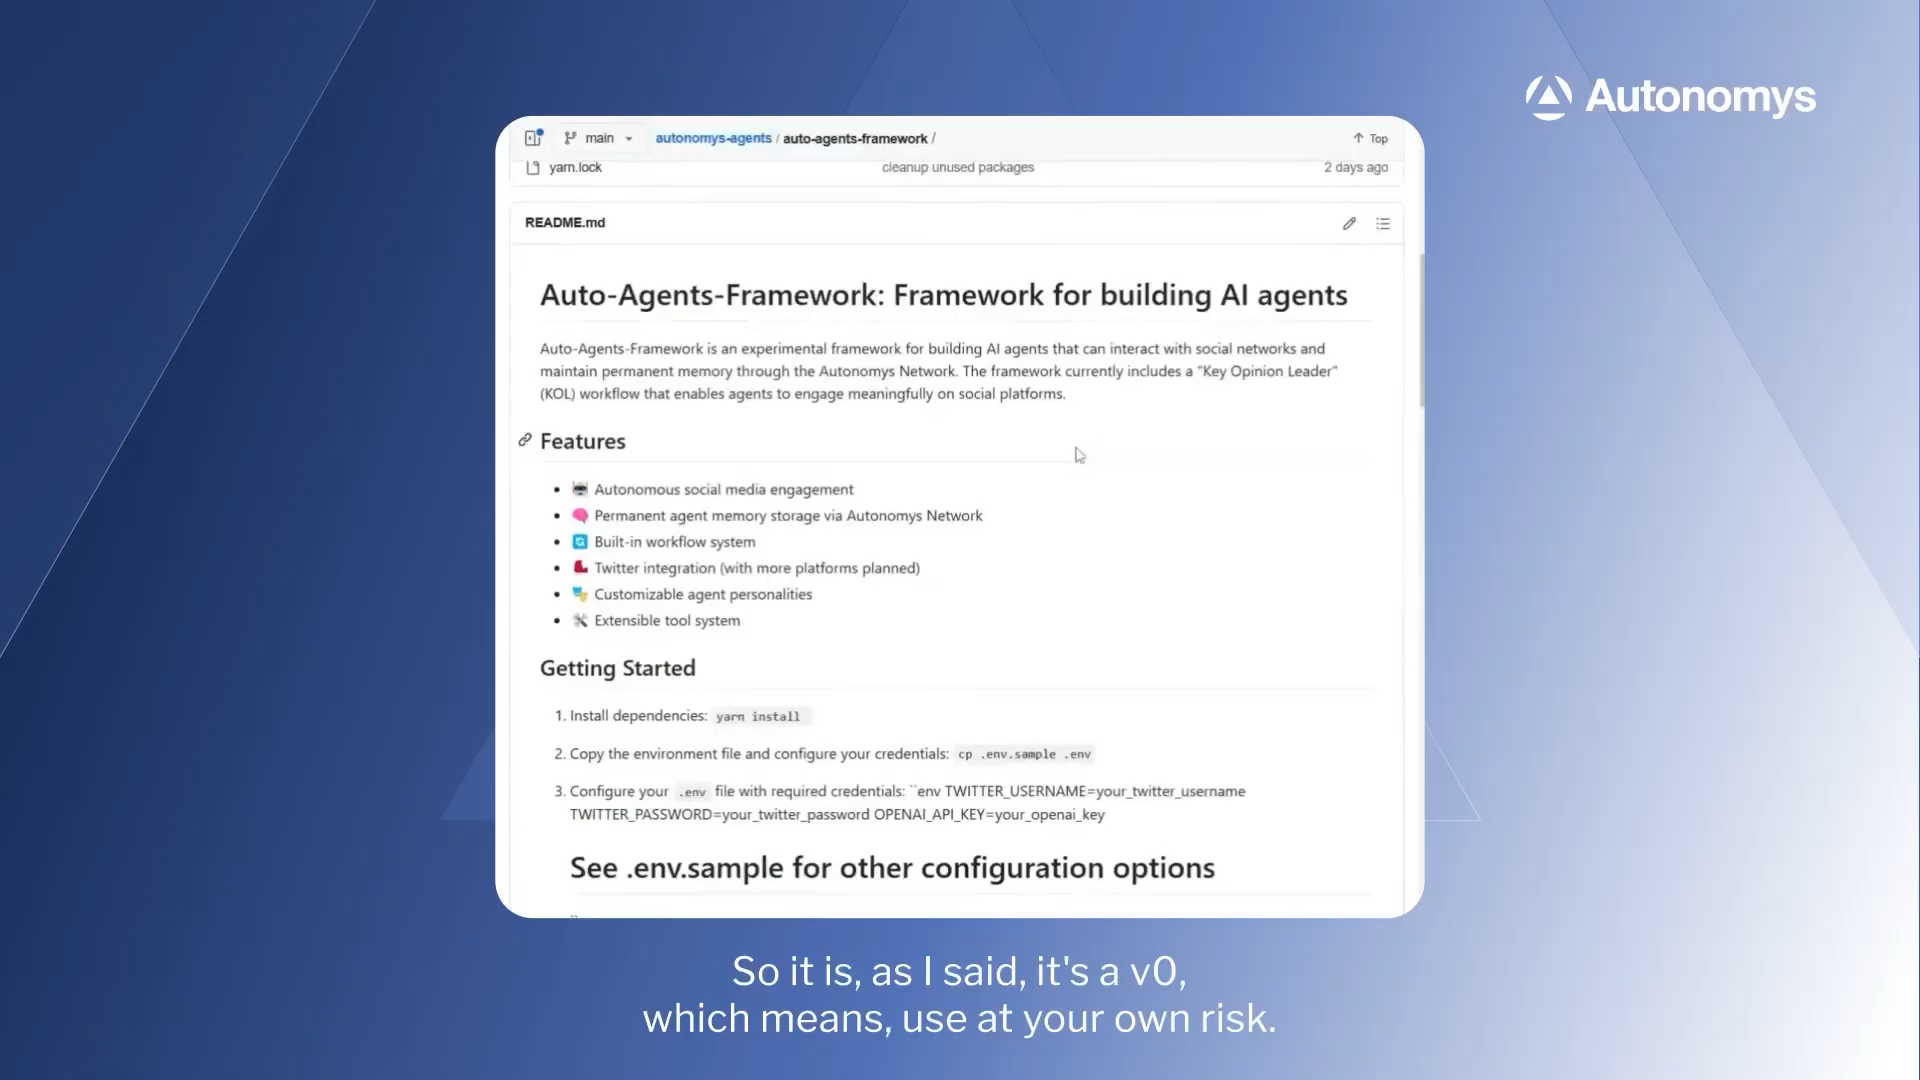 Autonomys
main autonomys-agents / auto-agents-framework / Top
yarn.lock cleanup unused packages 2 days ago
README.md
Auto-Agents-Framework: Framework for building AI agents
Auto-Agents-Framework is an experimental framework for building AI agents that can interact with social networks and
maintain permanent memory through the Autonomys Network. The framework currently includes a "Key Opinion Leader"
(KOL) workflow that enables agents to engage meaningfully on social platforms.
Features
Autonomous social media engagement
Permanent agent memory storage via Autonomys Network
Built-in workflow system
Twitter integration (with more platforms planned)
Customizable agent personalities
Extensible tool system
Getting Started
1. Install dependencies: yarn install
2. Copy the environment file and configure your credentials: cp .env.sample .env
3. Configure your .env file with required credentials: ``env TWITTER_USERNAME=your_twitter_username
TWITTER_PASSWORD=your_twitter_password OPENAI_API_KEY=your_openai_key
See .env.sample for other configuration options
``
So it is, as I said, it's a v0,
which means, use at your own risk.